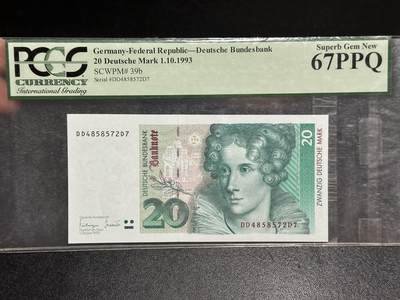 PCGS
CURRENCY
International Grading
Germany-Federal Republic—Deutsche Bundesbank
20 Deutsche Mark 1.10.1993
SCWPM# 39b
Serial #DD4858572D7
Superb Gem New
67PPQ
DD4858572D7
DEUTSCHE BUNDESBANK
Banknote
20
20
ZWANZIG DEUTSCHE MARK
DD4858572D7